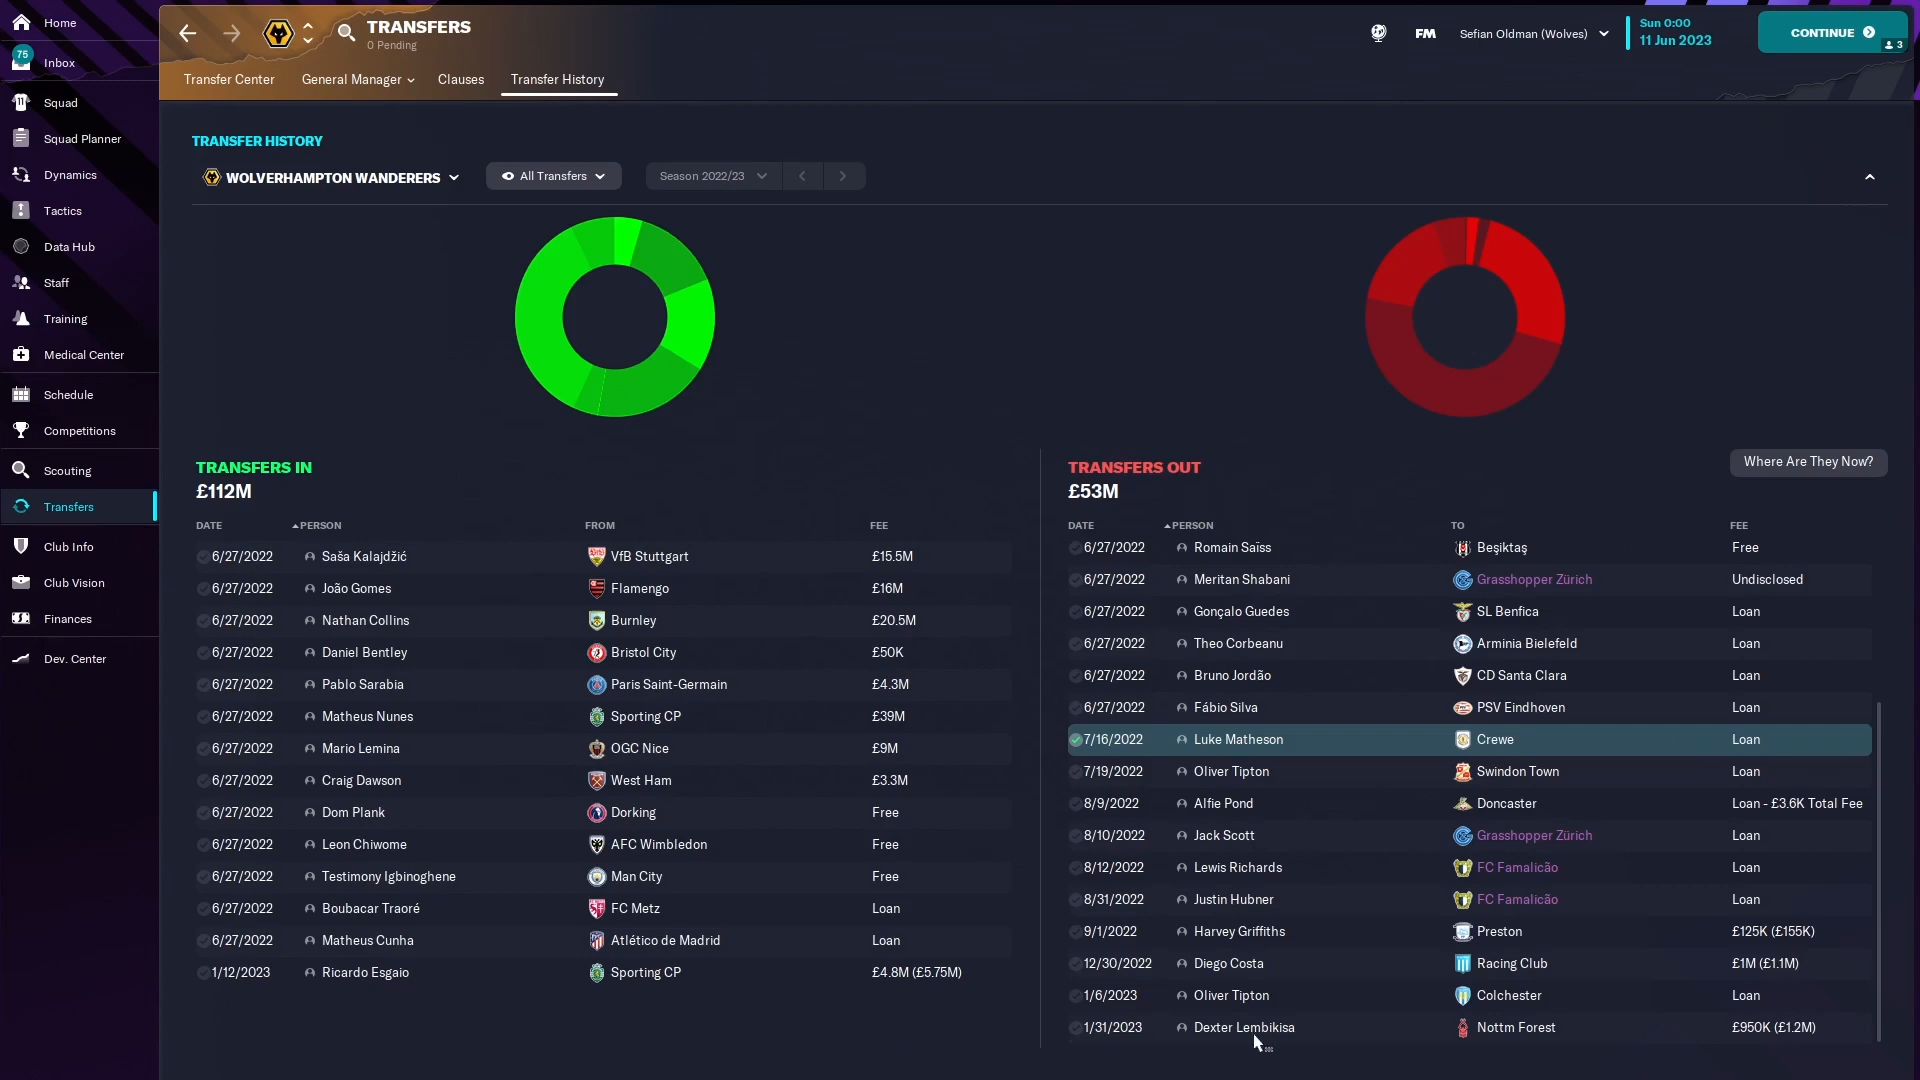 Home
75
Inbox
Squad
Squad Planner
Dynamics
Tactics
Data Hub
Staff
Training
Medical Center
Schedule
Competitions
Scouting
Transfers
Club Info
Club Vision
Finances
Dev. Center
TRANSFERS
0 Pending
FM
Sefian Oldman (Wolves)
Sun 0:00
11 Jun 2023
CONTINUE
3
Transfer Center
General Manager
Clauses
Transfer History
TRANSFER HISTORY
WOLVERHAMPTON WANDERERS
All Transfers
Season 2022/23
TRANSFERS IN
£112M
DATE PERSON FROM FEE
6/27/2022 Saša Kalajdžić VfB Stuttgart £15.5M
6/27/2022 João Gomes Flamengo £16M
6/27/2022 Nathan Collins Burnley £20.5M
6/27/2022 Daniel Bentley Bristol City £50K
6/27/2022 Pablo Sarabia Paris Saint-Germain £4.3M
6/27/2022 Matheus Nunes Sporting CP £39M
6/27/2022 Mario Lemina OGC Nice £9M
6/27/2022 Craig Dawson West Ham £3.3M
6/27/2022 Dom Plank Dorking Free
6/27/2022 Leon Chiwome AFC Wimbledon Free
6/27/2022 Testimony Igbinoghene Man City Free
6/27/2022 Boubacar Traoré FC Metz Loan
6/27/2022 Matheus Cunha Atlético de Madrid Loan
1/12/2023 Ricardo Esgaio Sporting CP £4.8M (£5.75M)
TRANSFERS OUT
£53M
Where Are They Now?
DATE PERSON TO FEE
6/27/2022 Romain Saïss Beşiktaş Free
6/27/2022 Meritan Shabani Grasshopper Zürich Undisclosed
6/27/2022 Gonçalo Guedes SL Benfica Loan
6/27/2022 Theo Corbeanu Arminia Bielefeld Loan
6/27/2022 Bruno Jordão CD Santa Clara Loan
6/27/2022 Fábio Silva PSV Eindhoven Loan
7/16/2022 Luke Matheson Crewe Loan
7/19/2022 Oliver Tipton Swindon Town Loan
8/9/2022 Alfie Pond Doncaster Loan - £3.6K Total Fee
8/10/2022 Jack Scott Grasshopper Zürich Loan
8/12/2022 Lewis Richards FC Famalicão Loan
8/31/2022 Justin Hubner FC Famalicão Loan
9/1/2022 Harvey Griffiths Preston £125K (£155K)
12/30/2022 Diego Costa Racing Club £1M (£1.1M)
1/6/2023 Oliver Tipton Colchester Loan
1/31/2023 Dexter Lembikisa Nottm Forest £950K (£1.2M)